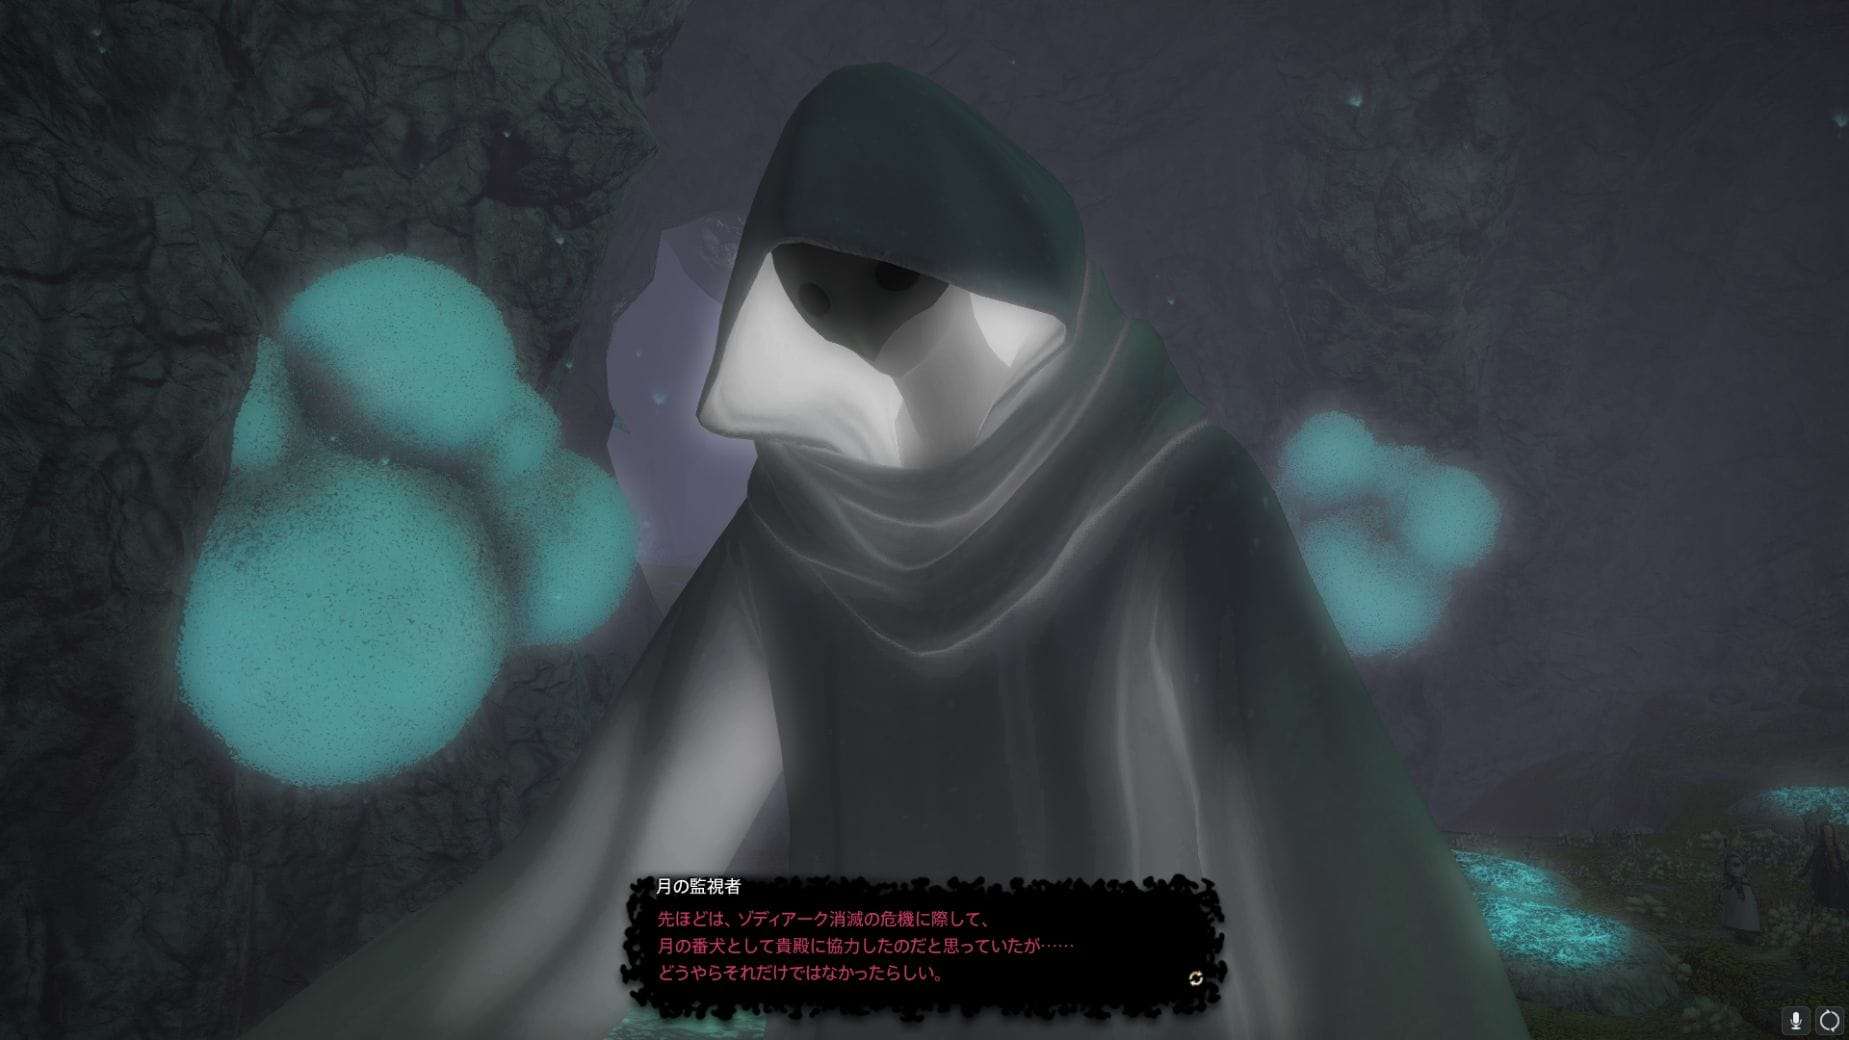 月の監視者
先ほどは、ゾディアーク消滅の危機に際して、
月の番犬として貴殿に協力したのだと思っていたが……
どうやらそれだけではなかったらしい。